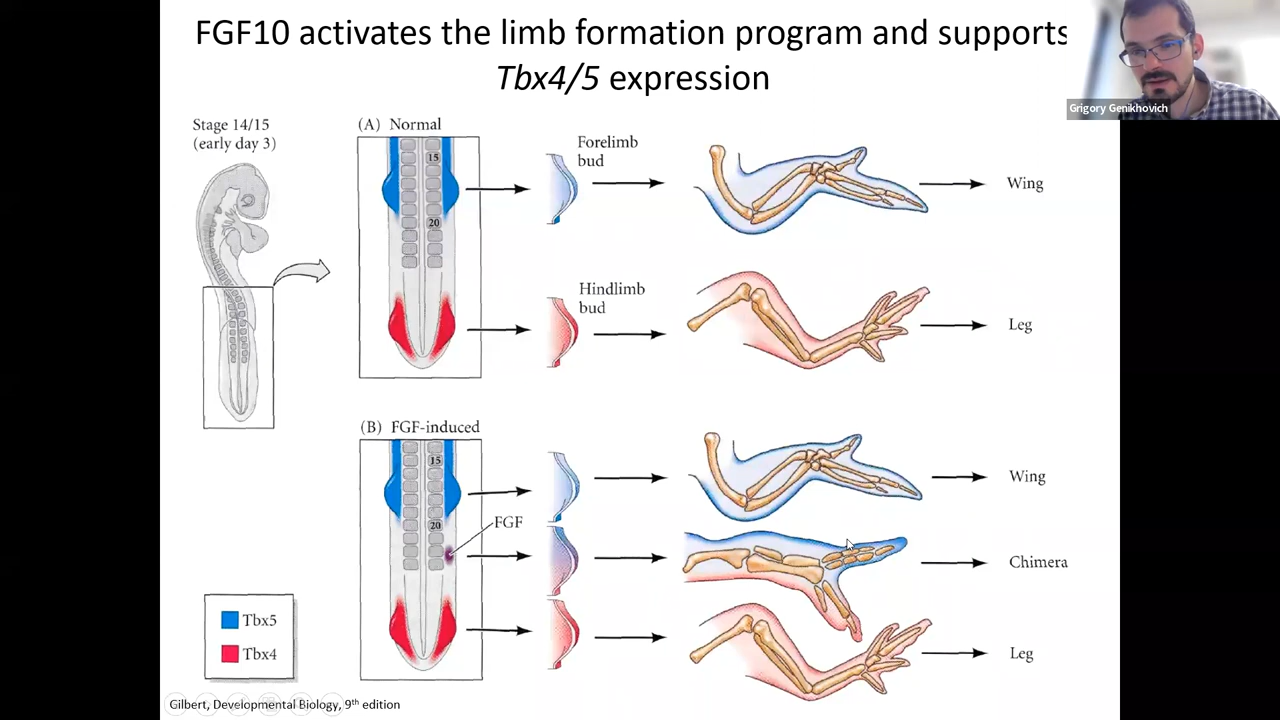 FGF10 activates the limb formation program and supports
Tbx4/5 expression
Grigory Genikhovich
Stage 14/15
(early day 3)
(A) Normal
15
20
Forelimb
bud
Wing
Hindlimb
bud
Leg
(B) FGF-induced
15
20
FGF
Wing
Chimera
Leg
Tbx5
Tbx4
Gilbert, Developmental Biology, 9th edition